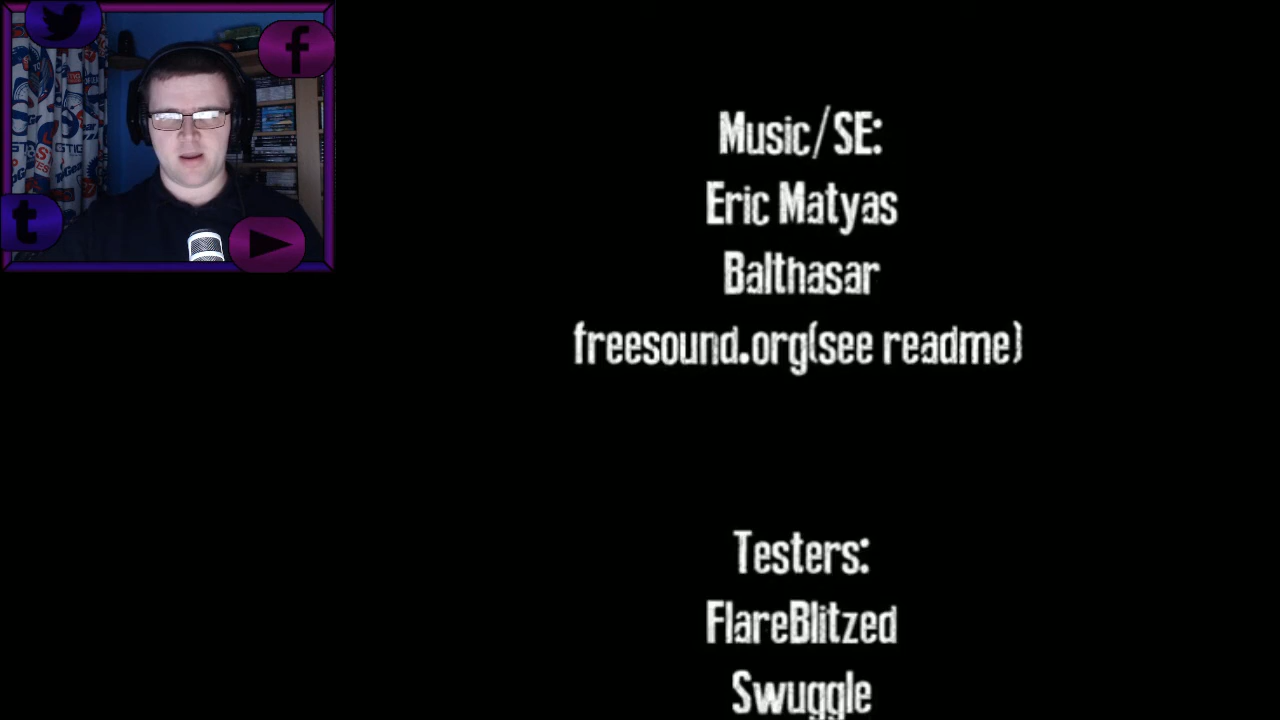 Music/SE:
Eric Matyas
Balthasar
freesound.org(see readme)
Testers:
FlareBlitzed
Swuggle